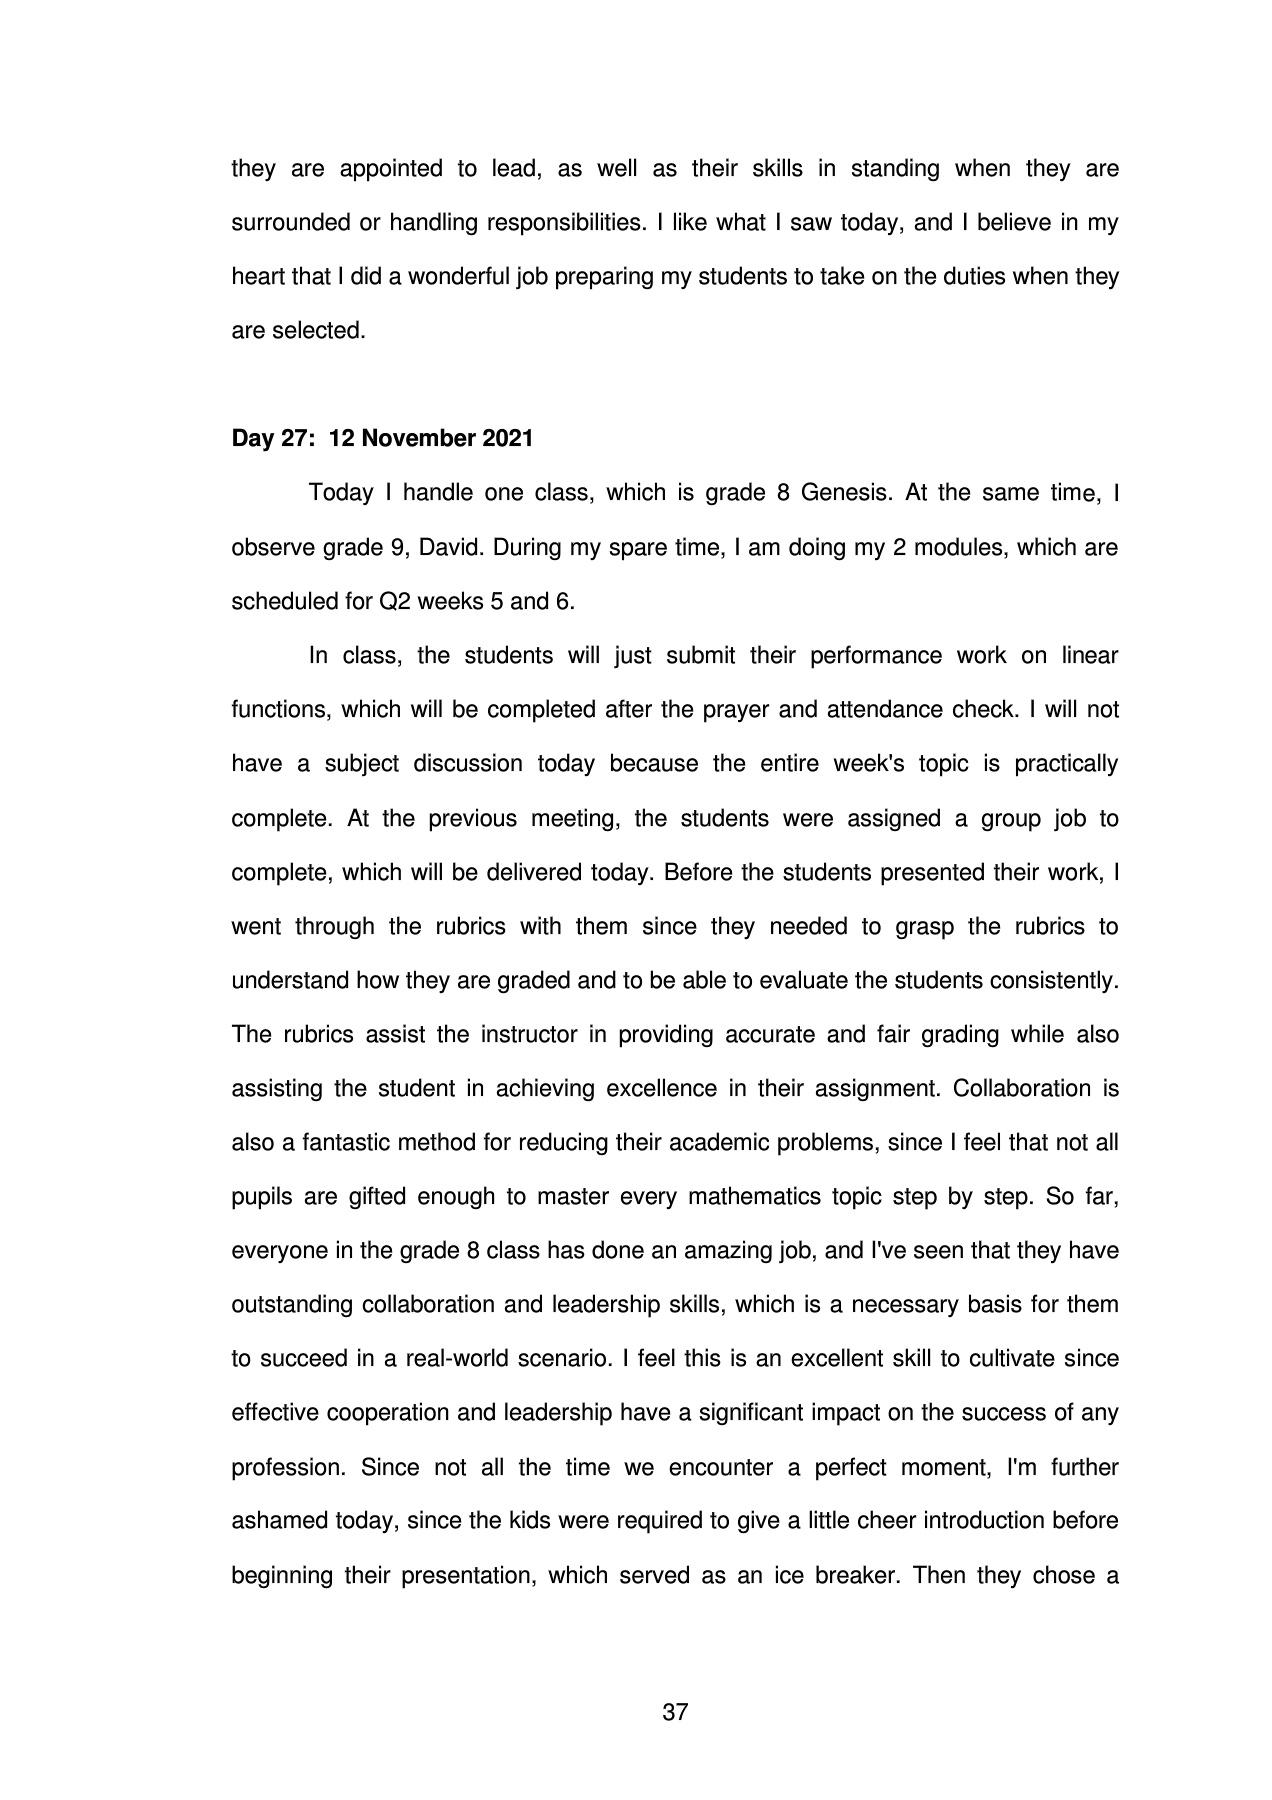 they are appointed to lead, as well as their skills in standing when they are
surrounded or handling responsibilities. I like what I saw today, and I believe in my
heart that I did a wonderful job preparing my students to take on the duties when they
are selected.
Day 27:  12 November 2021
Today I handle one class, which is grade 8 Genesis. At the same time, I
observe grade 9, David. During my spare time, I am doing my 2 modules, which are
scheduled for Q2 weeks 5 and 6.
In class, the students will just submit their performance work on linear
functions, which will be completed after the prayer and attendance check. I will not
have a subject discussion today because the entire week's topic is practically
complete. At the previous meeting, the students were assigned a group job to
complete, which will be delivered today. Before the students presented their work, I
went through the rubrics with them since they needed to grasp the rubrics to
understand how they are graded and to be able to evaluate the students consistently.
The rubrics assist the instructor in providing accurate and fair grading while also
assisting the student in achieving excellence in their assignment. Collaboration is
also a fantastic method for reducing their academic problems, since I feel that not all
pupils are gifted enough to master every mathematics topic step by step. So far,
everyone in the grade 8 class has done an amazing job, and I've seen that they have
outstanding collaboration and leadership skills, which is a necessary basis for them
to succeed in a real-world scenario. I feel this is an excellent skill to cultivate since
effective cooperation and leadership have a significant impact on the success of any
profession. Since not all the time we encounter a perfect moment, I'm further
ashamed today, since the kids were required to give a little cheer introduction before
beginning their presentation, which served as an ice breaker. Then they chose a
37